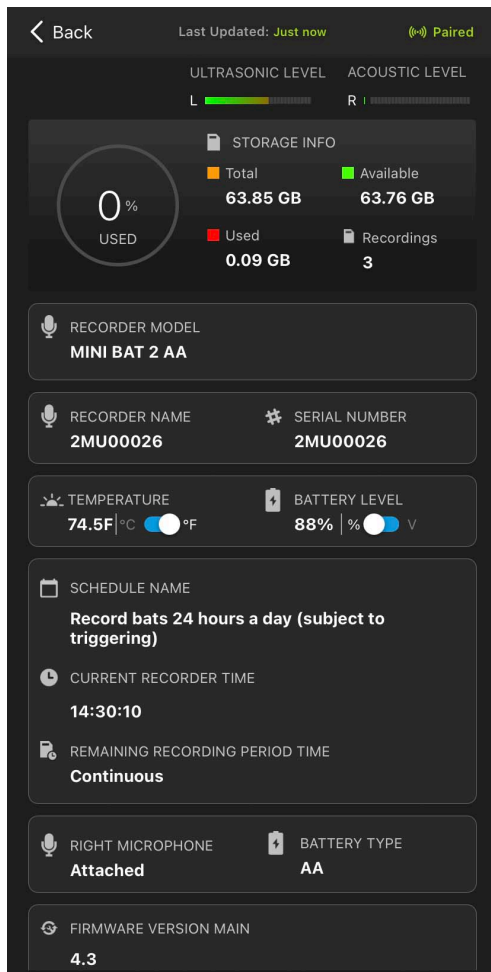 Back
Last Updated: Just now
Paired
ULTRASONIC LEVEL
ACOUSTIC LEVEL
L
R
STORAGE INFO
0 %
USED
Total
63.85 GB
Available
63.76 GB
Used
0.09 GB
Recordings
3
RECORDER MODEL
MINI BAT 2 AA
RECORDER NAME
2MU00026
SERIAL NUMBER
2MU00026
TEMPERATURE
74.5F|°C °F
BATTERY LEVEL
88% | % V
SCHEDULE NAME
Record bats 24 hours a day (subject to
triggering)
CURRENT RECORDER TIME
14:30:10
REMAINING RECORDING PERIOD TIME
Continuous
RIGHT MICROPHONE
Attached
BATTERY TYPE
AA
FIRMWARE VERSION MAIN
4.3